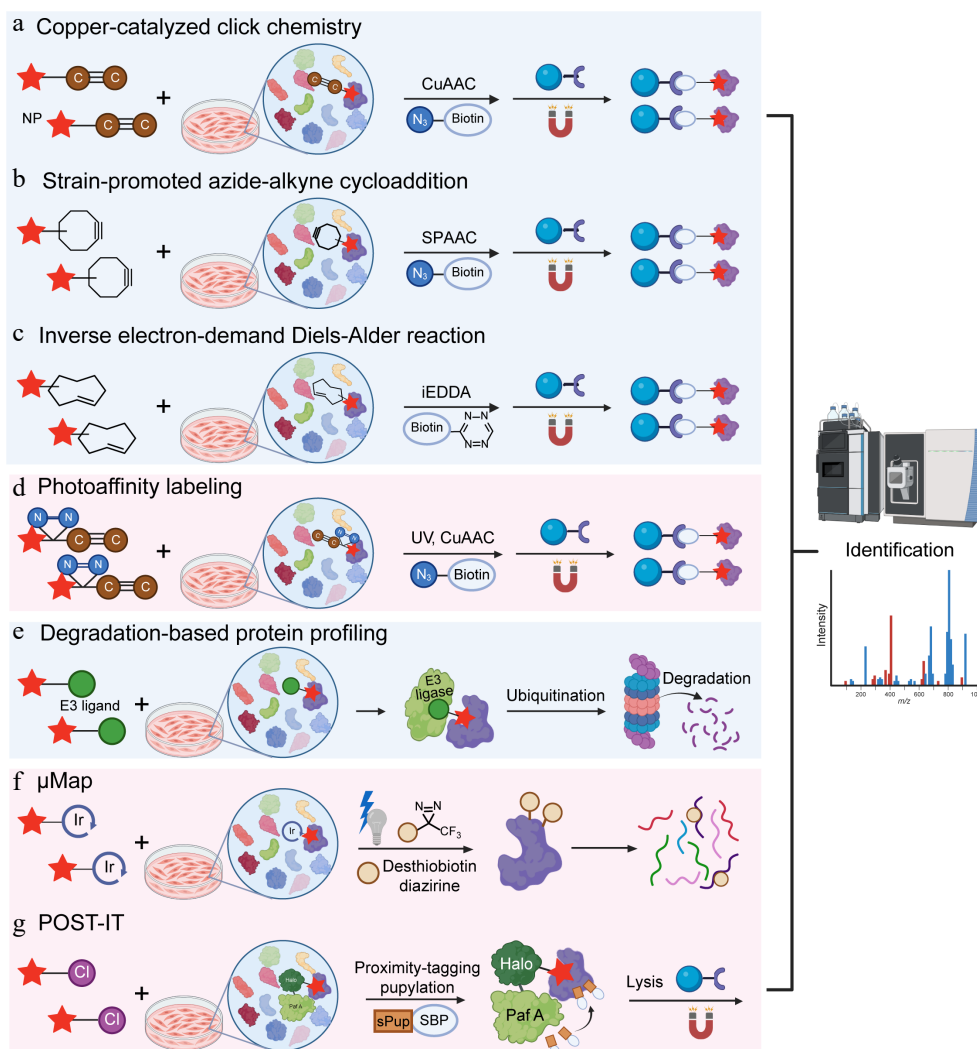 a Copper-catalyzed click chemistry
C C
NP C C
+
C C
CuAAC
N3 Biotin
b Strain-promoted azide-alkyne cycloaddition
+
SPAAC
N3 Biotin
c Inverse electron-demand Diels-Alder reaction
+
iEDDA
Biotin N N N N
d Photoaffinity labeling
N N
C C
N N
C C
+
C C N N
UV, CuAAC
N3 Biotin
e Degradation-based protein profiling
E3 ligand
+
E3
ligase
Ubiquitination
Degradation
f µMap
Ir
Ir
+
Ir
N=N
CF3
Desthiobiotin
diazirine
g POST-IT
Cl
Cl
+
Halo
Paf A
Proximity-tagging
pupylation
sPup SBP
Halo
Paf A
Lysis
Identification
Intensity
200 400 600 800 100
m/z